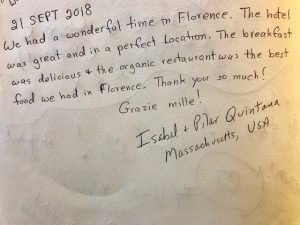 21 SEPT 2018
We had a wonderful time in Florence. The hotel
was great and in a perfect Location. The breakfast
was delicious & the organic restaurant was the best
food we had in Florence. Thank you so much!
Grazie mille!
Isabel & Pilar Quintana
Massachusetts, USA